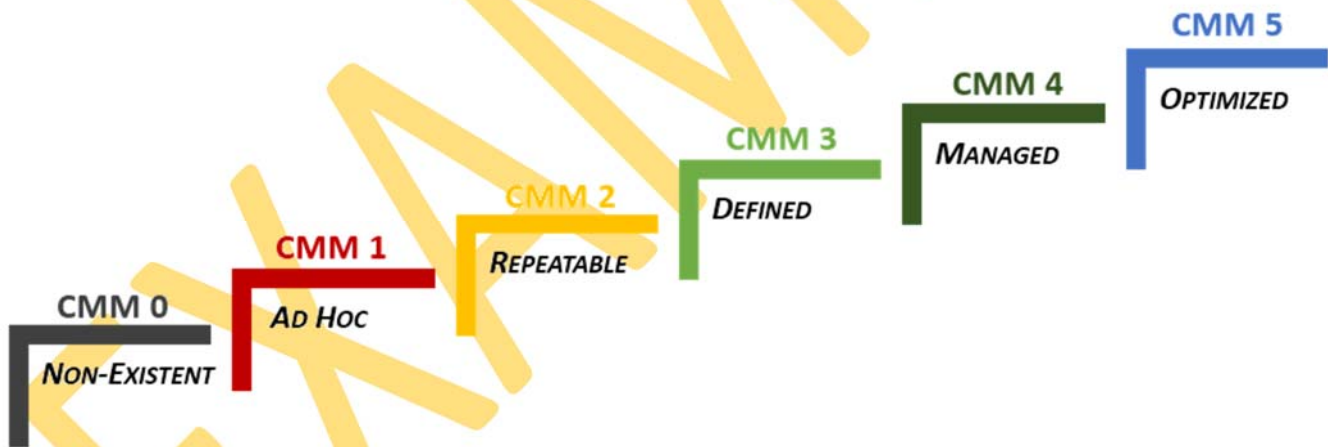 CMM 0
NON-EXISTENT
CMM 1
AD HOC
CMM 2
REPEATABLE
CMM 3
DEFINED
CMM 4
MANAGED
CMM 5
OPTIMIZED